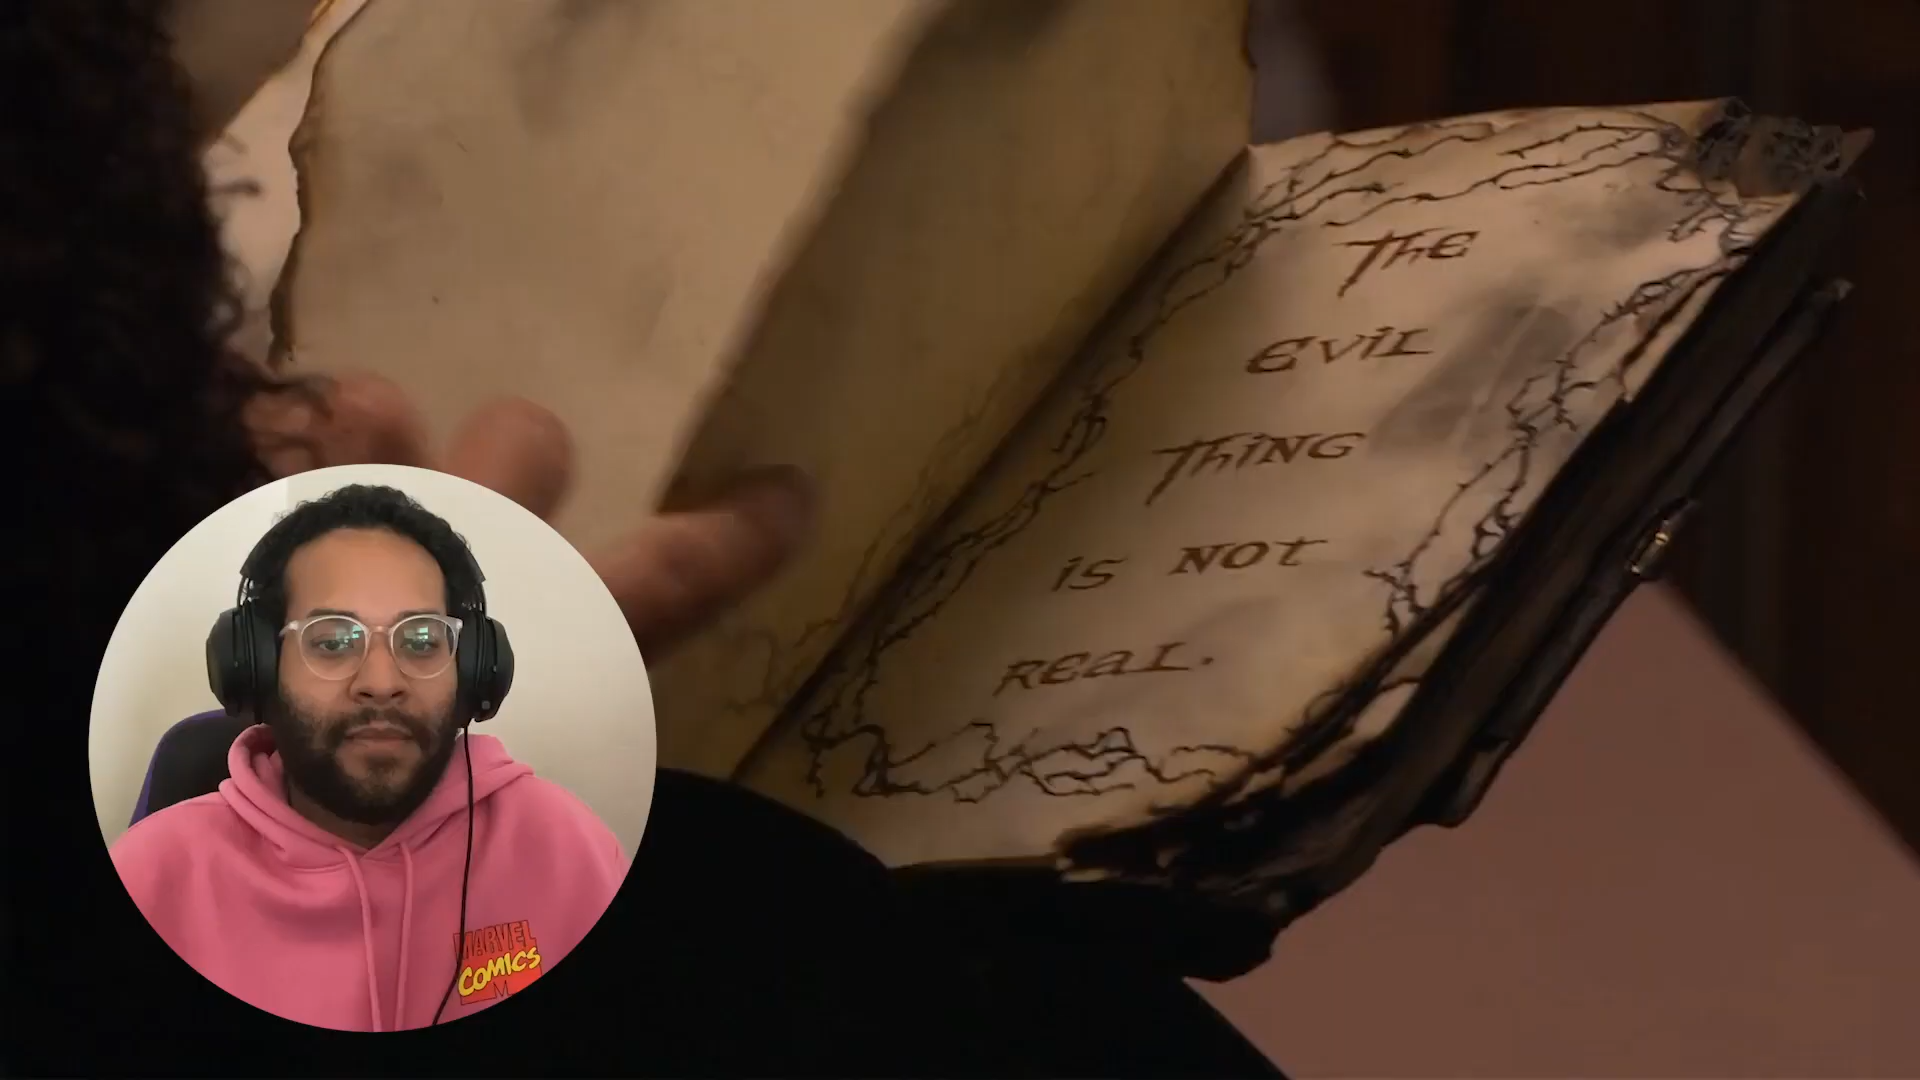 The
Evil
Thing
is NOT
Real.
MARVEL
COMICS
M